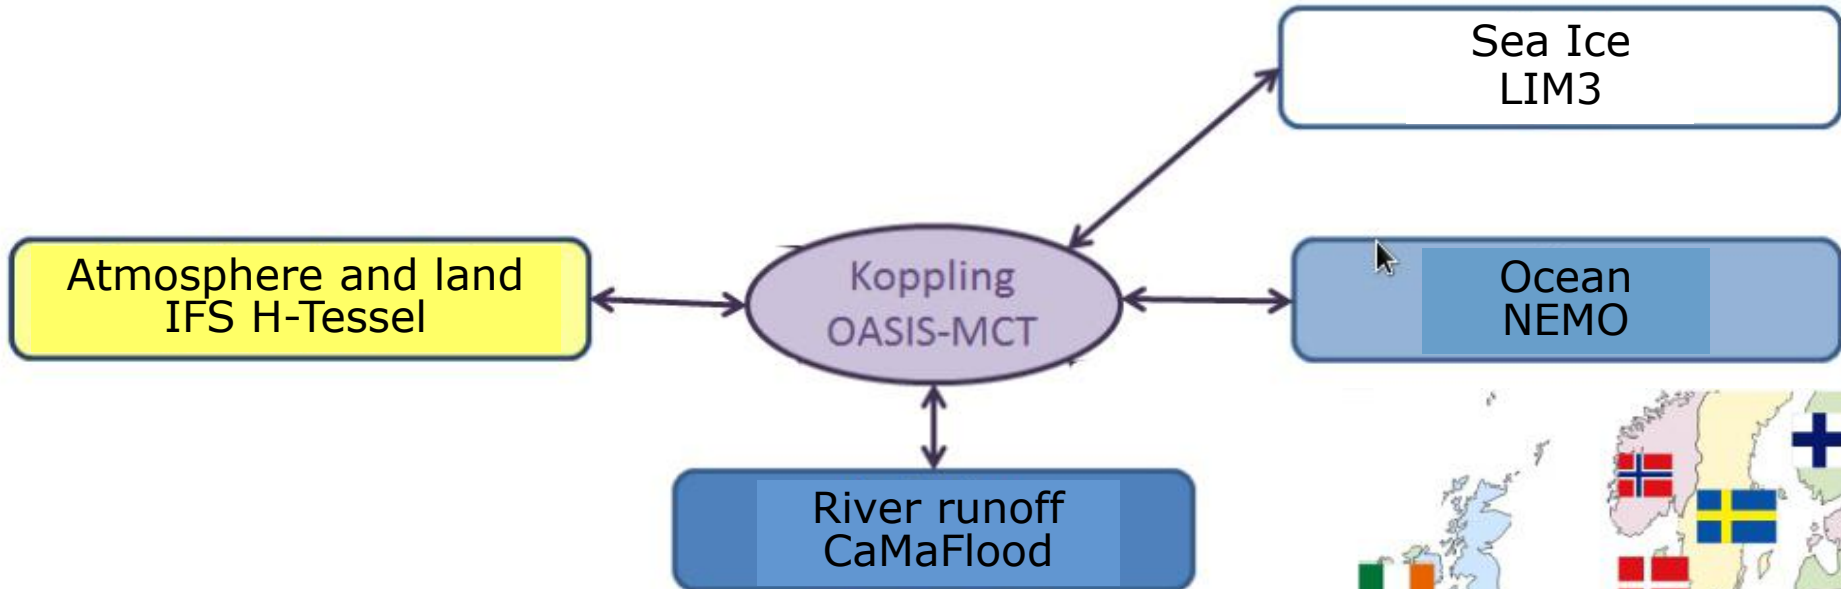 Sea Ice
LIM3
Atmosphere and land
IFS H-Tessel
Koppling
OASIS-MCT
Ocean
NEMO
River runoff
CaMaFlood